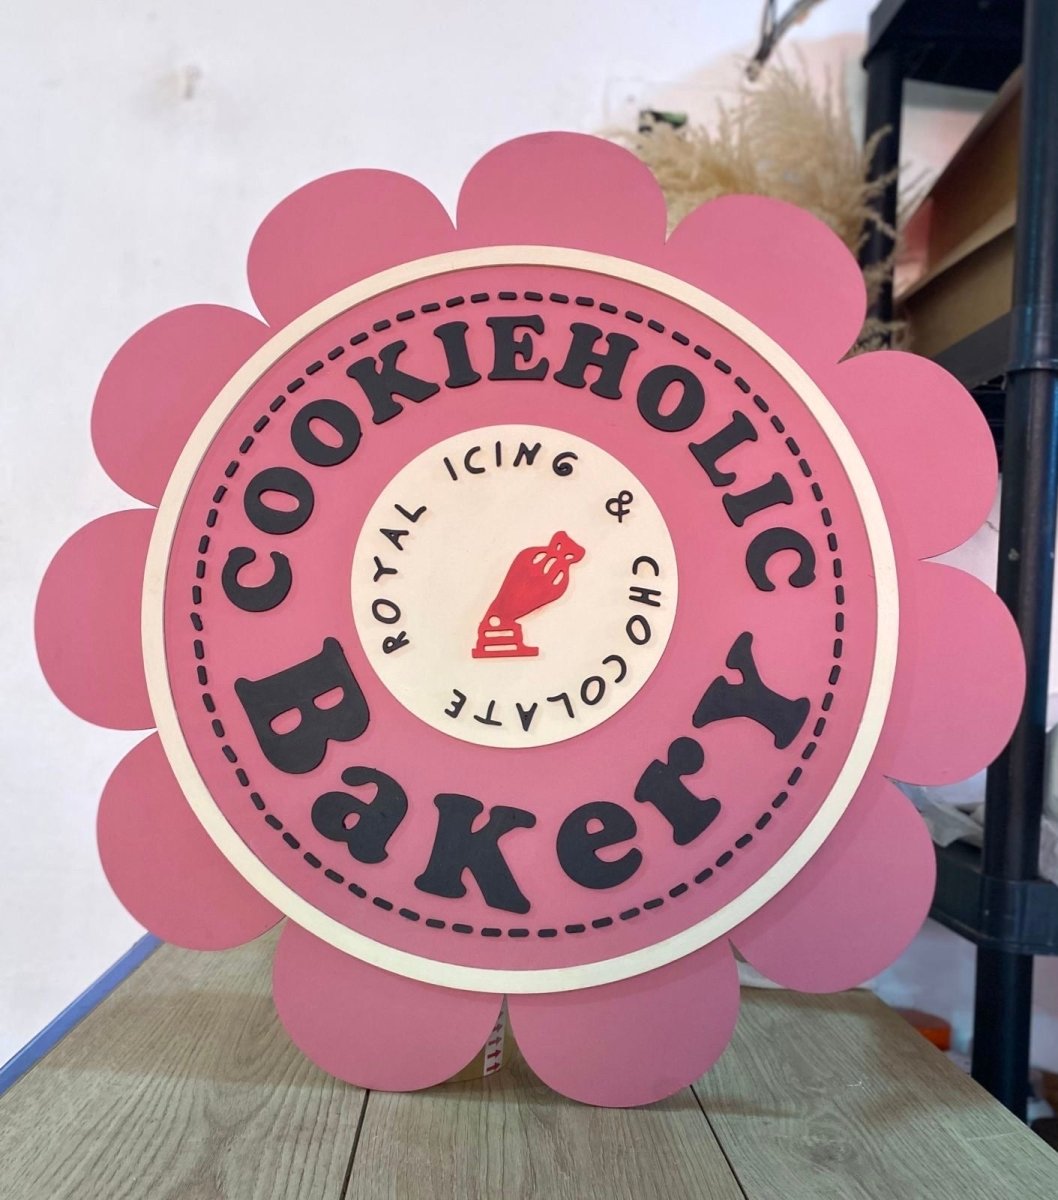 COOKIEHOLIC
BakerY
ROYAL ICING & CHOCOLATE